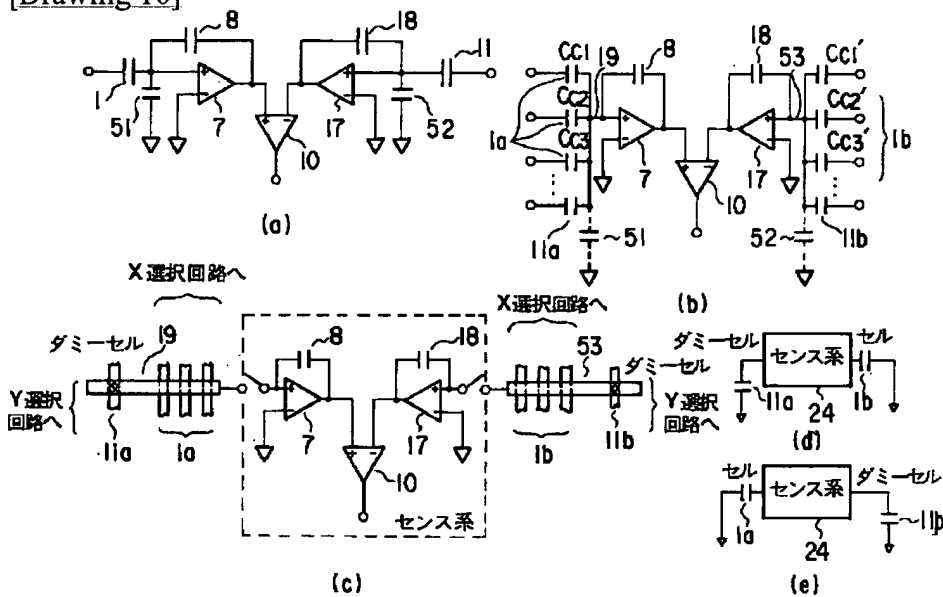 [Drawing 10]
8
18
1
11
51
7
17
52
10
(a)
Cc1
19
8
18
53
Cc1'
Cc2
Cc2'
1a
Cc3
Cc3'
1b
7
17
10
11a
51
52
11b
(b)
X選択回路へ
ダミーセル
19
Y選択
回路へ
11a
1a
8
18
7
17
10
センス系
X選択回路へ
53
ダミーセル
Y選択
回路へ
1b
11b
(c)
ダミーセル
センス系
セル
11a
24
1b
(d)
セル
センス系
ダミーセル
1a
24
11b
(e)